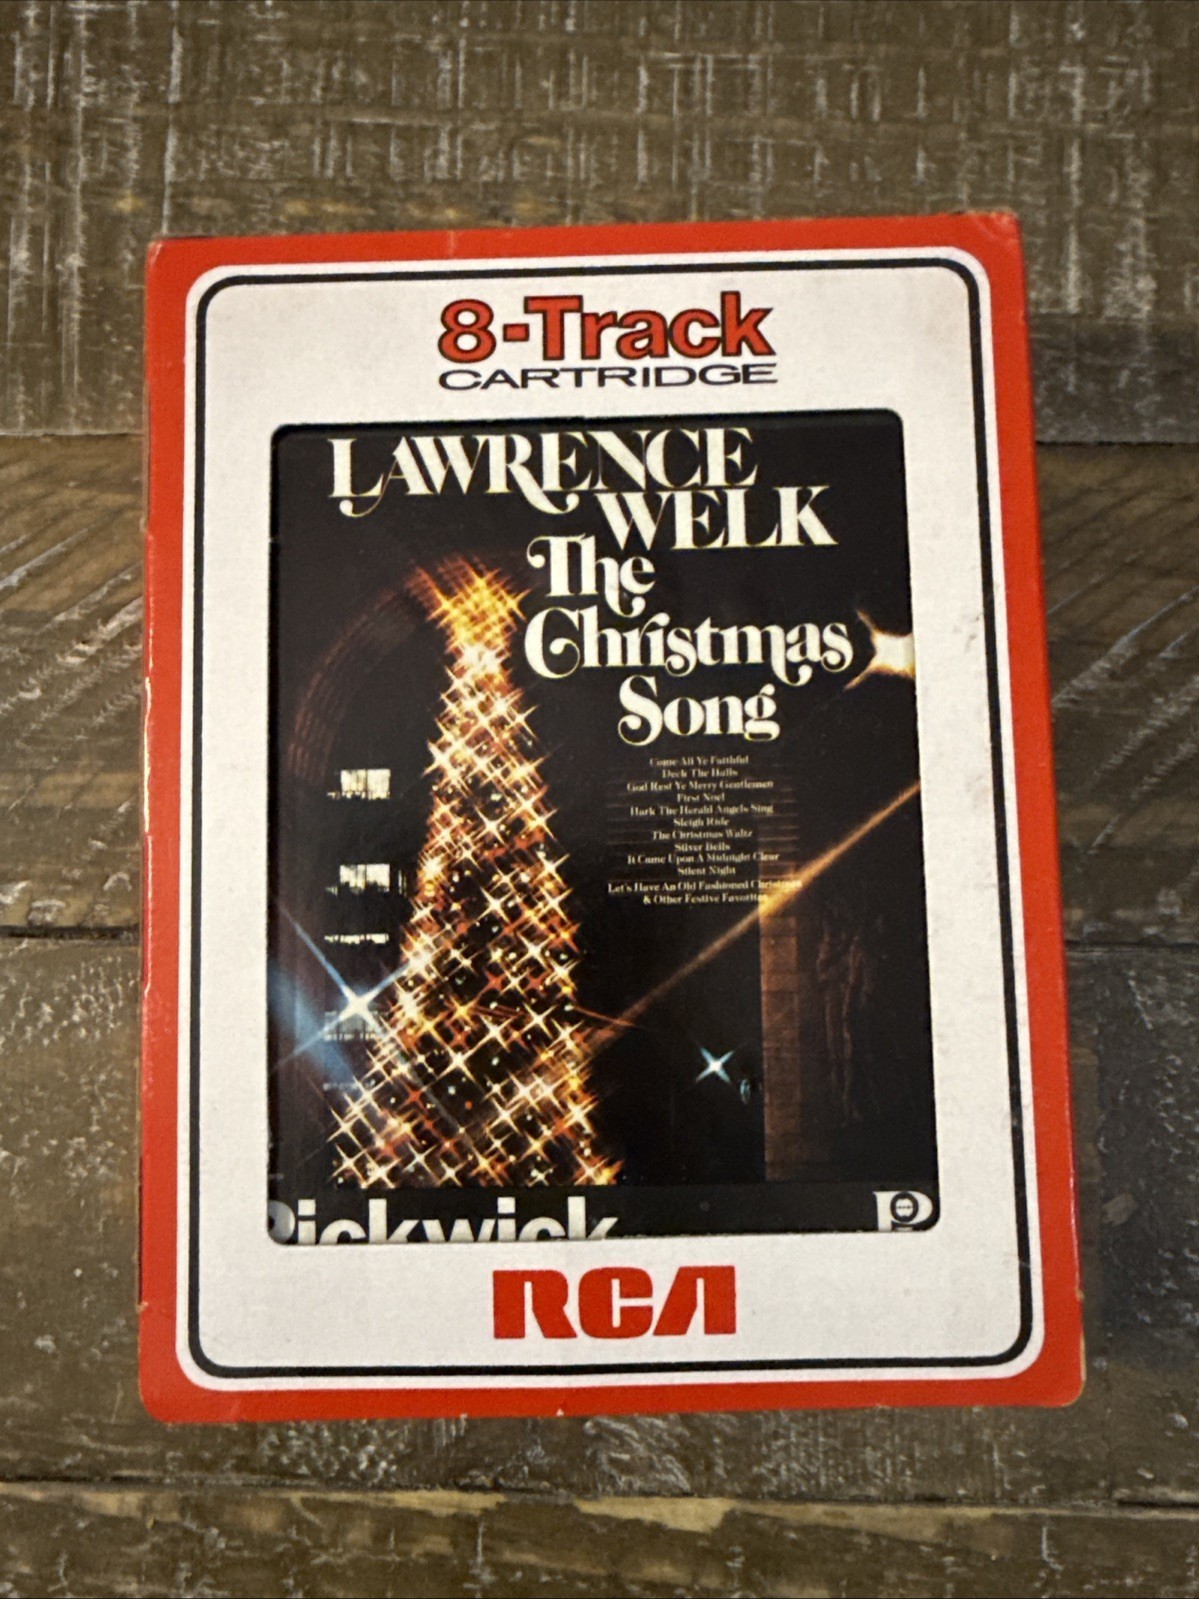 8-Track
CARTRIDGE
LAWRENCE
WELK
The
Christmas
Song
Come All Ye Faithful
Deck The Halls
God Rest Ye Merry Gentlemen
First Noel
Hark The Herald Angels Sing
Sleigh Ride
The Christmas Waltz
Silver Bells
It Came Upon A Midnight Clear
Silent Night
Let's Have An Old Fashioned Christmas
& Other Festive Favorites
Pickwick
P
RCA